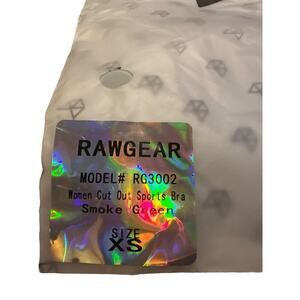 RAWGEAR
MODEL# RG3002
Women Cut Out Sports Bra
Smoke Green
SIZE
XS